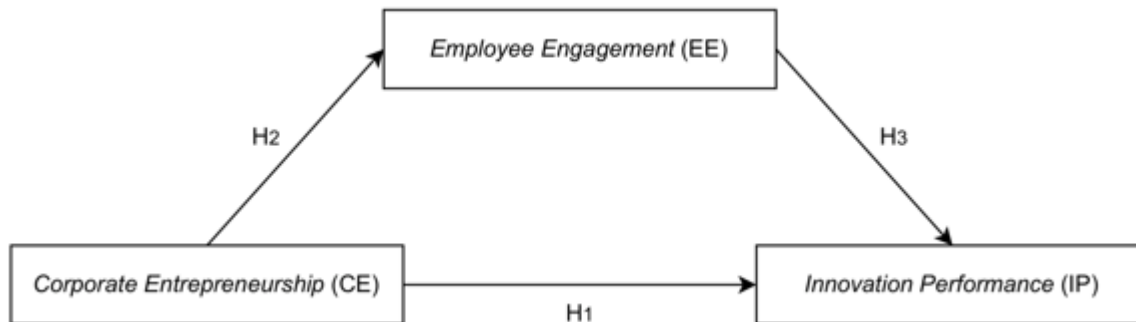 Employee Engagement (EE)
H2
H3
Corporate Entrepreneurship (CE)
Innovation Performance (IP)
H1